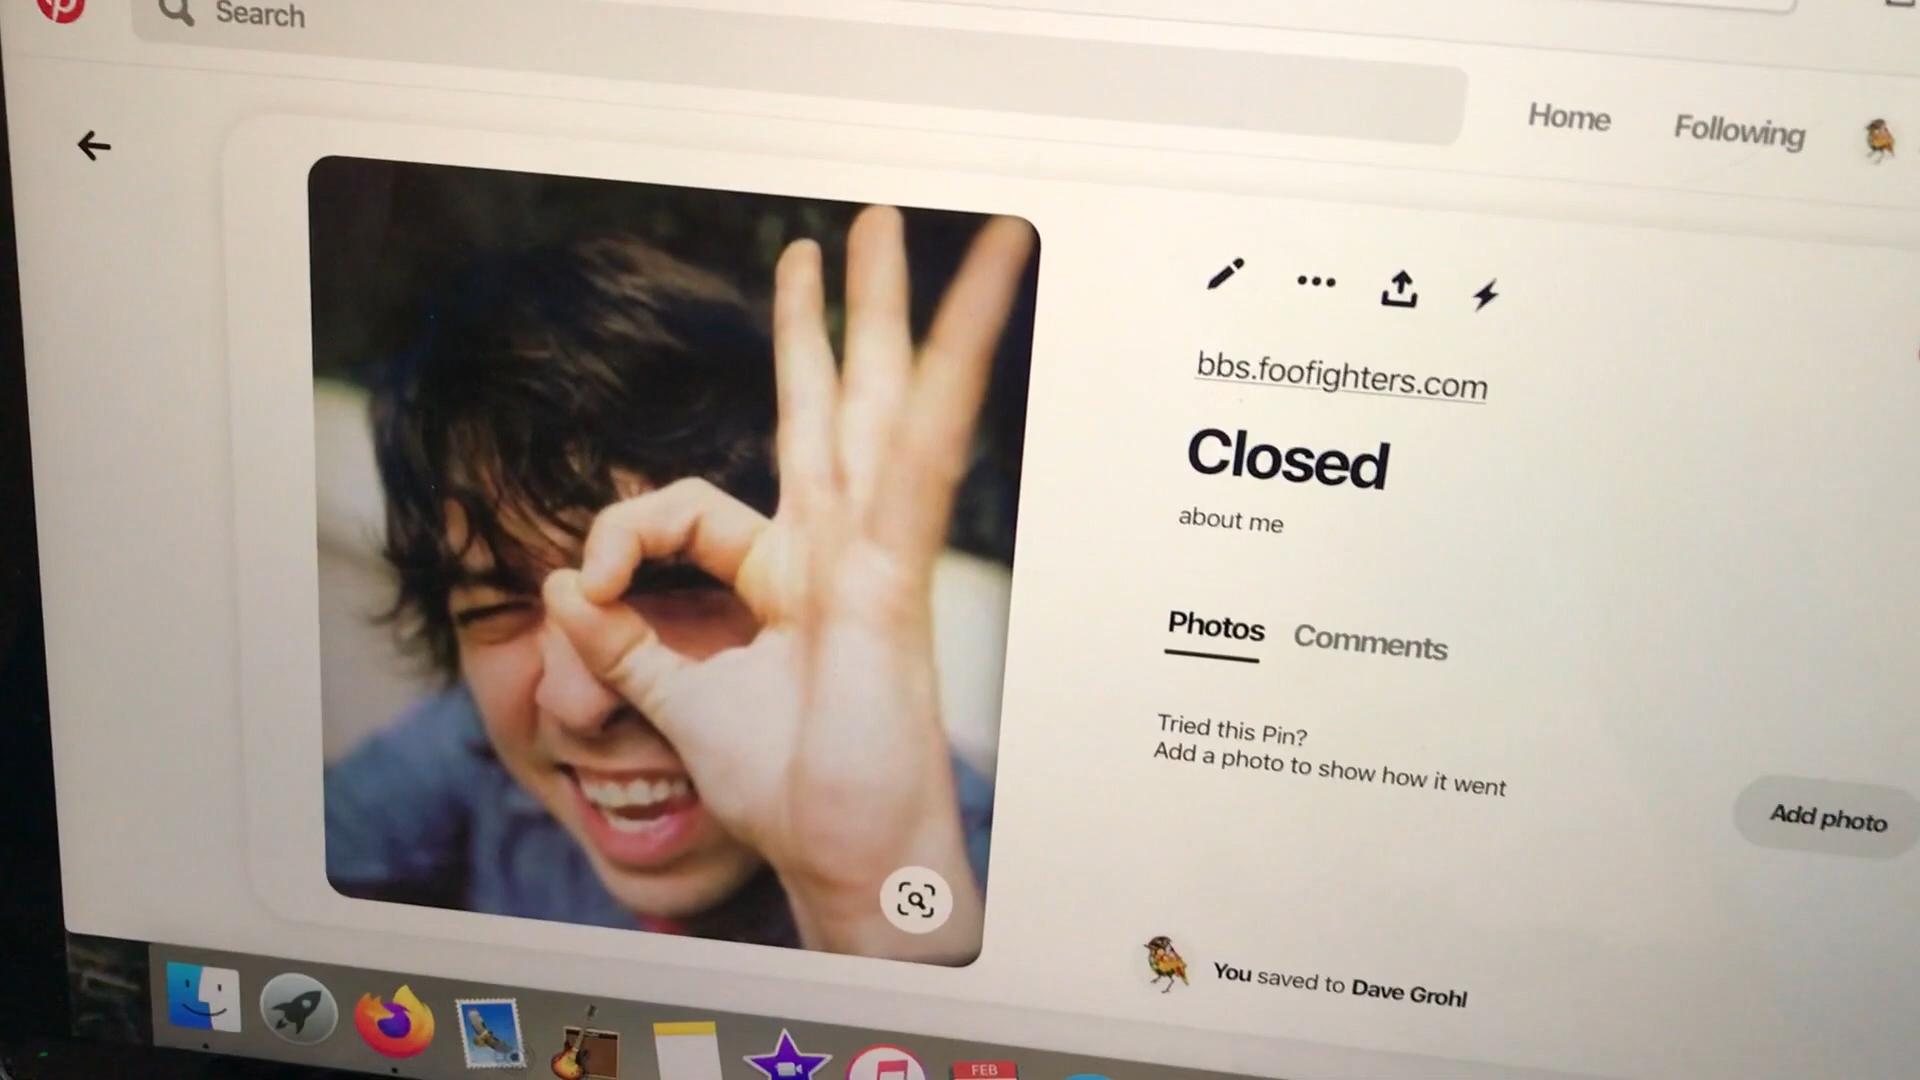 Search
Home
Following
bbs.foofighters.com
Closed
about me
Photos
Comments
Tried this Pin?
Add a photo to show how it went
Add photo
You saved to Dave Grohl
FEB